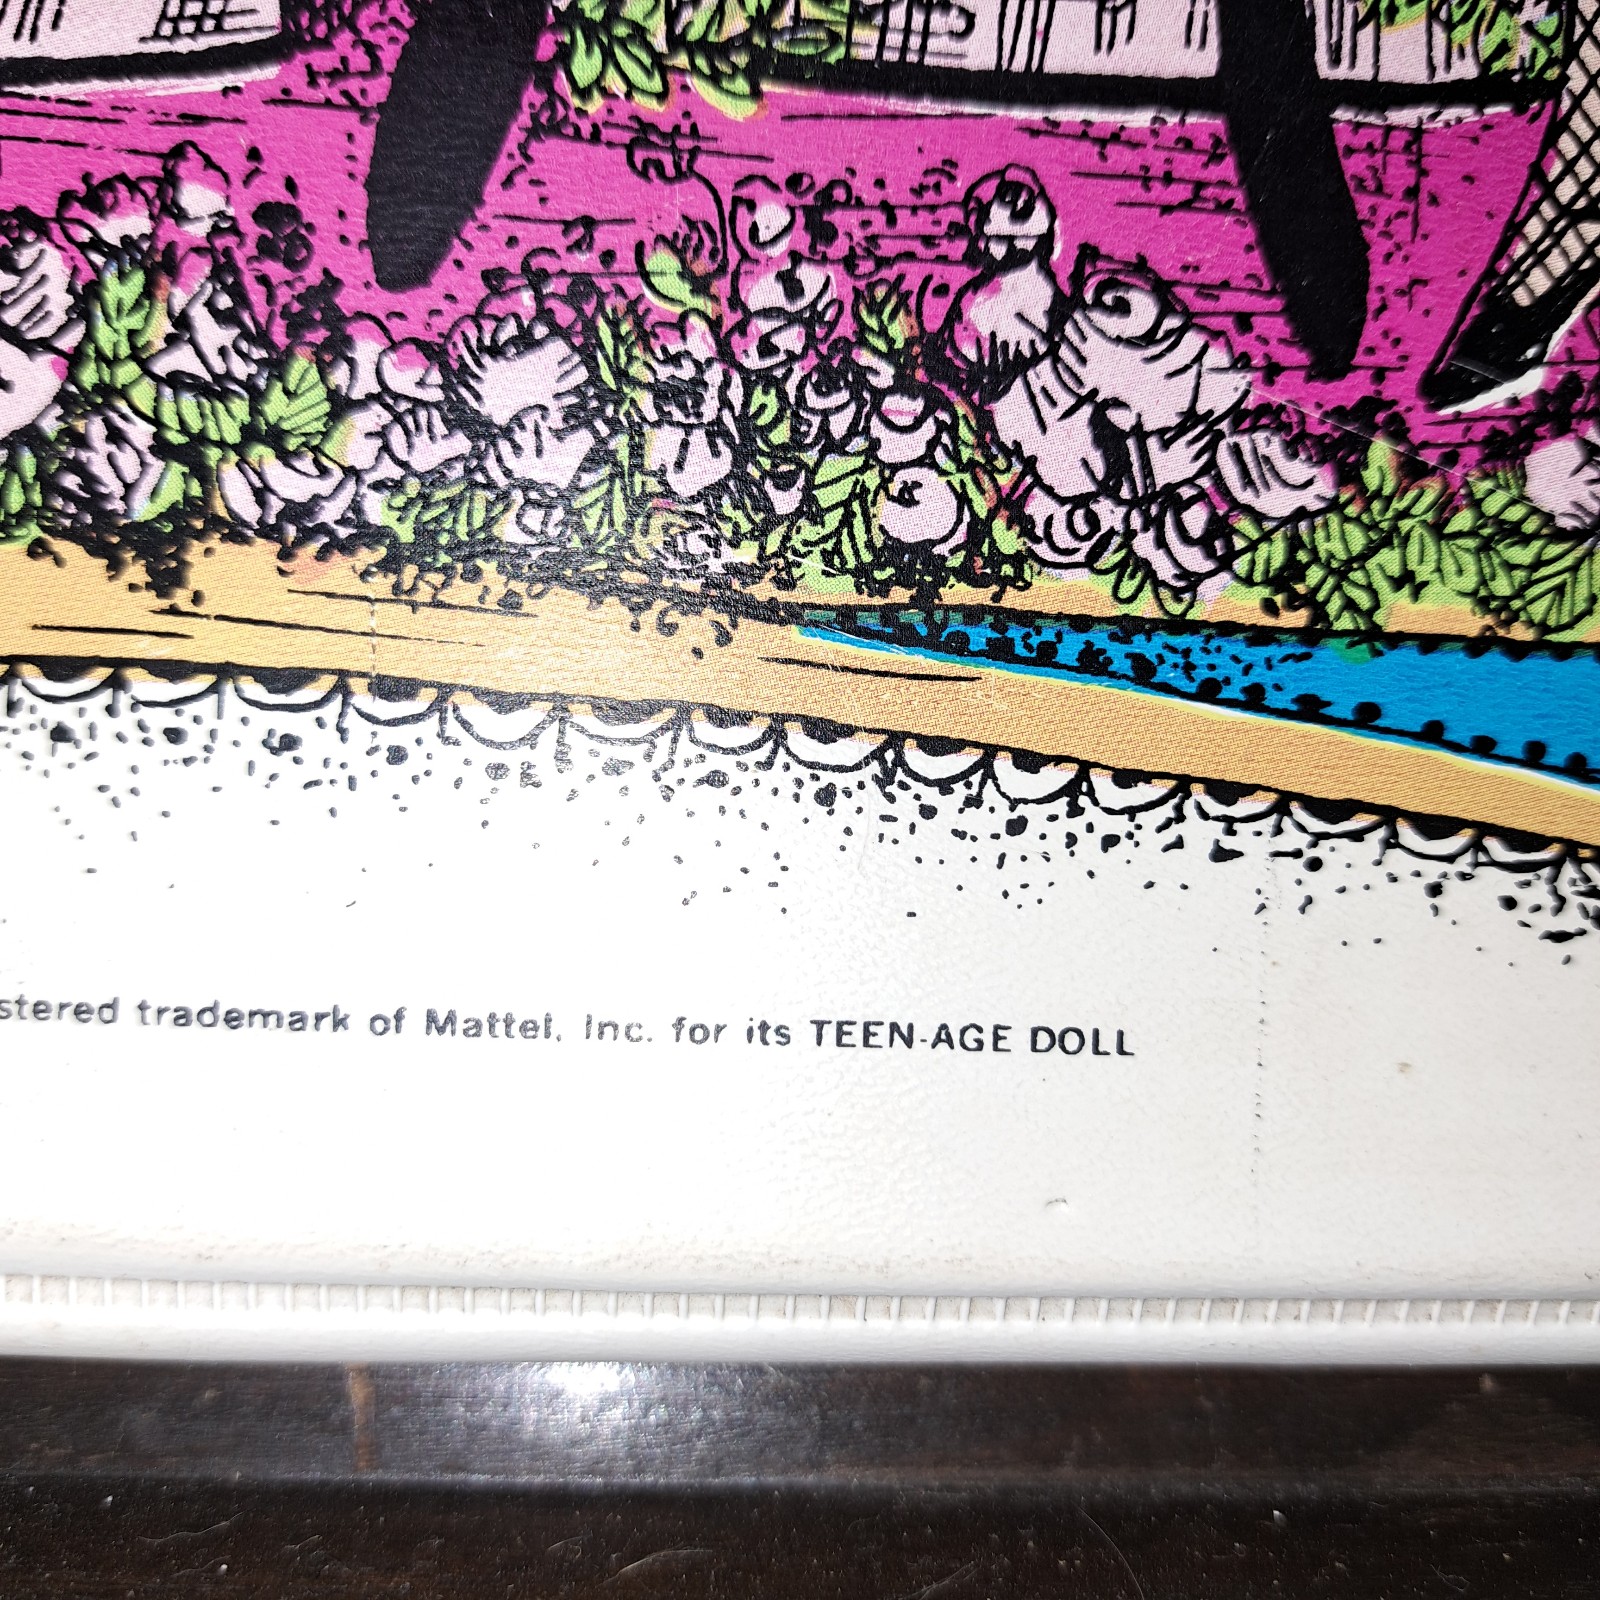 stered trademark of Mattel, Inc. for its TEEN-AGE DOLL